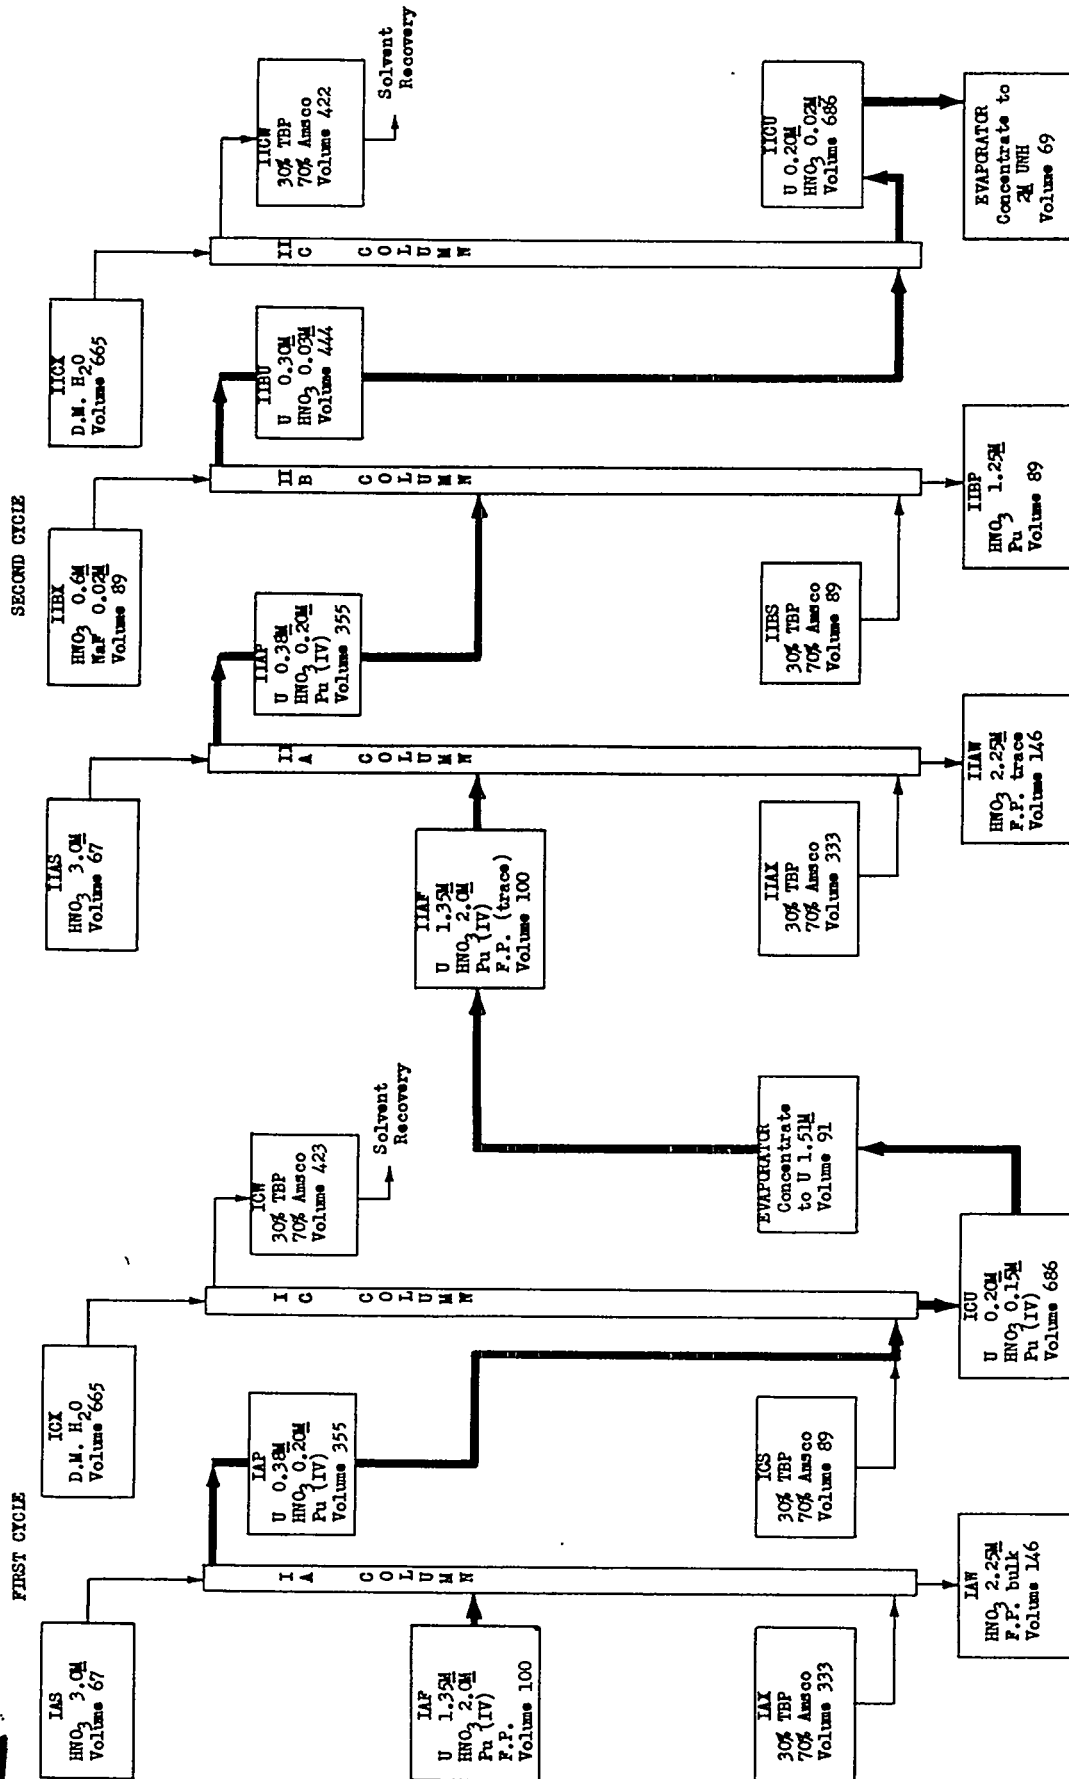 FIRST CYCLE
IAS
HNO3 3.0M
Volume 67
IAF
U 1.35M
HNO3 2.0M
Pu (IV)
F.P.
Volume 100
IAX
30% TBP
70% Amsco
Volume 333
IA COLUMN
IAW
HNO3 2.25M
F.P. bulk
Volume 146
IAP
U 0.38M
HNO3 0.20M
Pu (IV)
Volume 355
ICX
D.M. H2O
Volume 665
ICS
30% TBP
70% Amsco
Volume 89
I C COLUMN
ICW
30% TBP
70% Amsco
Volume 423
Solvent
Recovery
ICU
U 0.20M
HNO3 0.15M
Pu (IV)
Volume 686
EVAPORATOR
Concentrate
to U 1.51M
Volume 91
SECOND CYCLE
IIAS
HNO3 3.0M
Volume 67
IIAF
U 1.35M
HNO3 2.0M
Pu (IV)
F.P. (trace)
Volume 100
IIAX
30% TBP
70% Amsco
Volume 333
II A COLUMN
IIAW
HNO3 2.25M
F.P. trace
Volume 146
IIAP
U 0.38M
HNO3 0.20M
Pu (IV)
Volume 355
IIBX
HNO3 0.6M
NaF 0.02M
Volume 89
IIBS
30% TBP
70% Amsco
Volume 89
II B COLUMN
IIBP
HNO3 1.25M
Pu
Volume 89
IIBU
U 0.30M
HNO3 0.03M
Volume 444
IICX
D.M. H2O
Volume 665
II C COLUMN
IICW
30% TBP
70% Amsco
Volume 422
Solvent
Recovery
IICU
U 0.20M
HNO3 0.02M
Volume 686
EVAPORATOR
Concentrate to
2M UNH
Volume 69